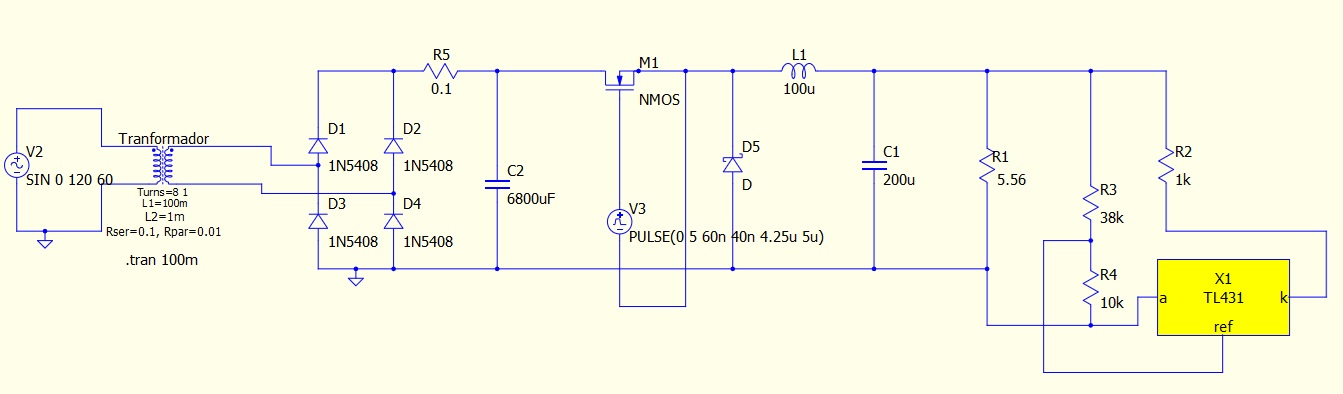 V2
SIN 0 120 60
Tranformador
Turns=8 1
L1=100m
L2=1m
Rser=0.1, Rpar=0.01
.tran 100m
D1
1N5408
D2
1N5408
D3
1N5408
D4
1N5408
R5
0.1
C2
6800uF
M1
NMOS
V3
PULSE(0 5 60n 40n 4.25u 5u)
D5
D
L1
100u
C1
200u
R1
5.56
R3
38k
R4
10k
R2
1k
X1
TL431
a
k
ref